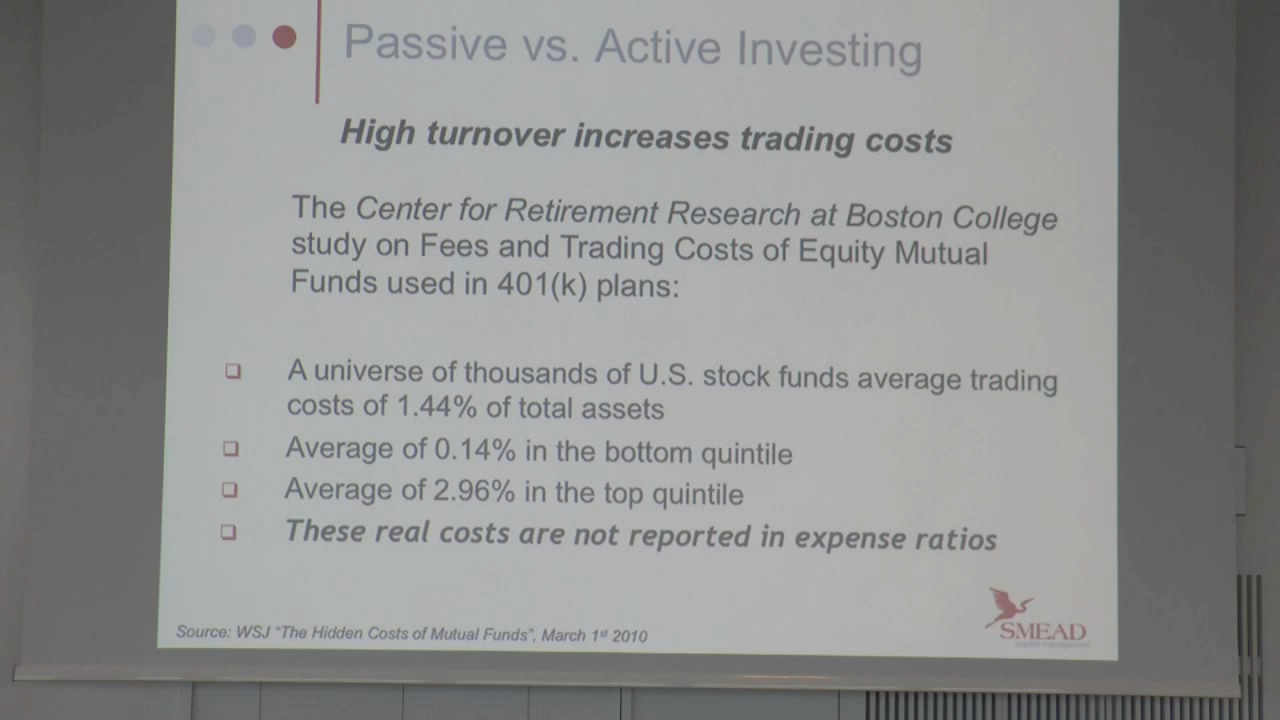 Passive vs. Active Investing
High turnover increases trading costs
The Center for Retirement Research at Boston College
study on Fees and Trading Costs of Equity Mutual
Funds used in 401(k) plans:
A universe of thousands of U.S. stock funds average trading
costs of 1.44% of total assets
Average of 0.14% in the bottom quintile
Average of 2.96% in the top quintile
These real costs are not reported in expense ratios
Source: WSJ “The Hidden Costs of Mutual Funds”, March 1st 2010
SMEAD
Capital Management